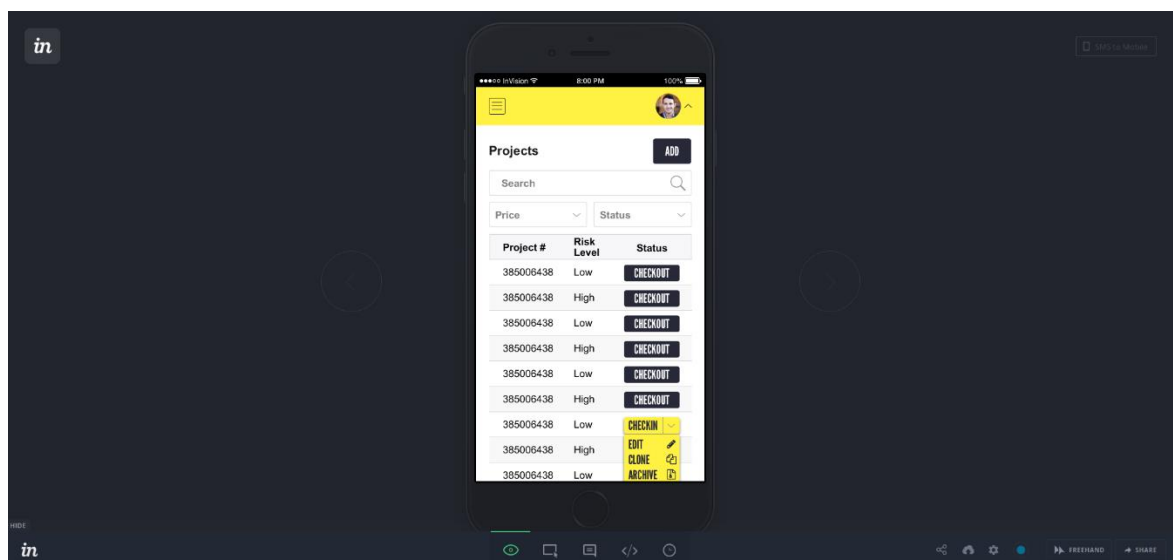 in
SMS to Mobile
InVision 8:00 PM 100%
Projects ADD
Search
Price Status
Project # Risk Level Status
385006438 Low CHECKOUT
385006438 High CHECKOUT
385006438 Low CHECKOUT
385006438 High CHECKOUT
385006438 Low CHECKOUT
385006438 High CHECKOUT
385006438 Low CHECKIN
385006438 High EDIT
CLONE
385006438 Low ARCHIVE
HIDE
in </> FREEHAND SHARE